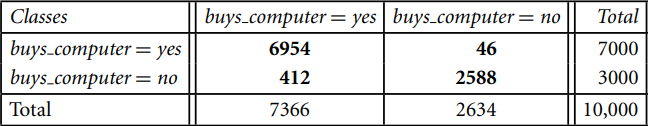 Classes buys_computer = yes buys_computer = no Total
buys_computer = yes 6954 46 7000
buys_computer = no 412 2588 3000
Total 7366 2634 10,000